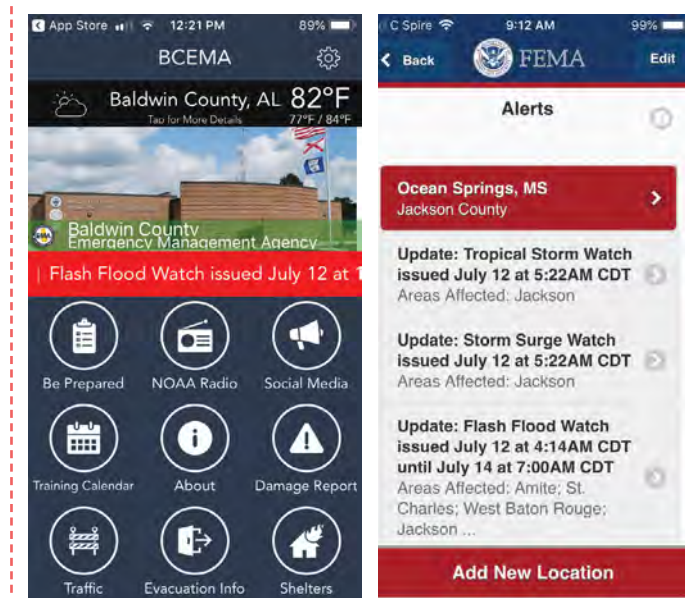 App Store 12:21 PM 89%
BCEMA
Baldwin County, AL 82°F
Tap for More Details 77°F / 84°F
Baldwin County
Emergency Management Agency
| Flash Flood Watch issued July 12 at
Be Prepared NOAA Radio Social Media
Training Calendar About Damage Report
Traffic Evacuation Info Shelters
C Spire 9:12 AM 99%
Back FEMA Edit
Alerts
Ocean Springs, MS
Jackson County
Update: Tropical Storm Watch
issued July 12 at 5:22AM CDT
Areas Affected: Jackson
Update: Storm Surge Watch
issued July 12 at 5:22AM CDT
Areas Affected: Jackson
Update: Flash Flood Watch
issued July 12 at 4:14AM CDT
until July 14 at 7:00AM CDT
Areas Affected: Amite; St.
Charles; West Baton Rouge;
Jackson ...
Add New Location